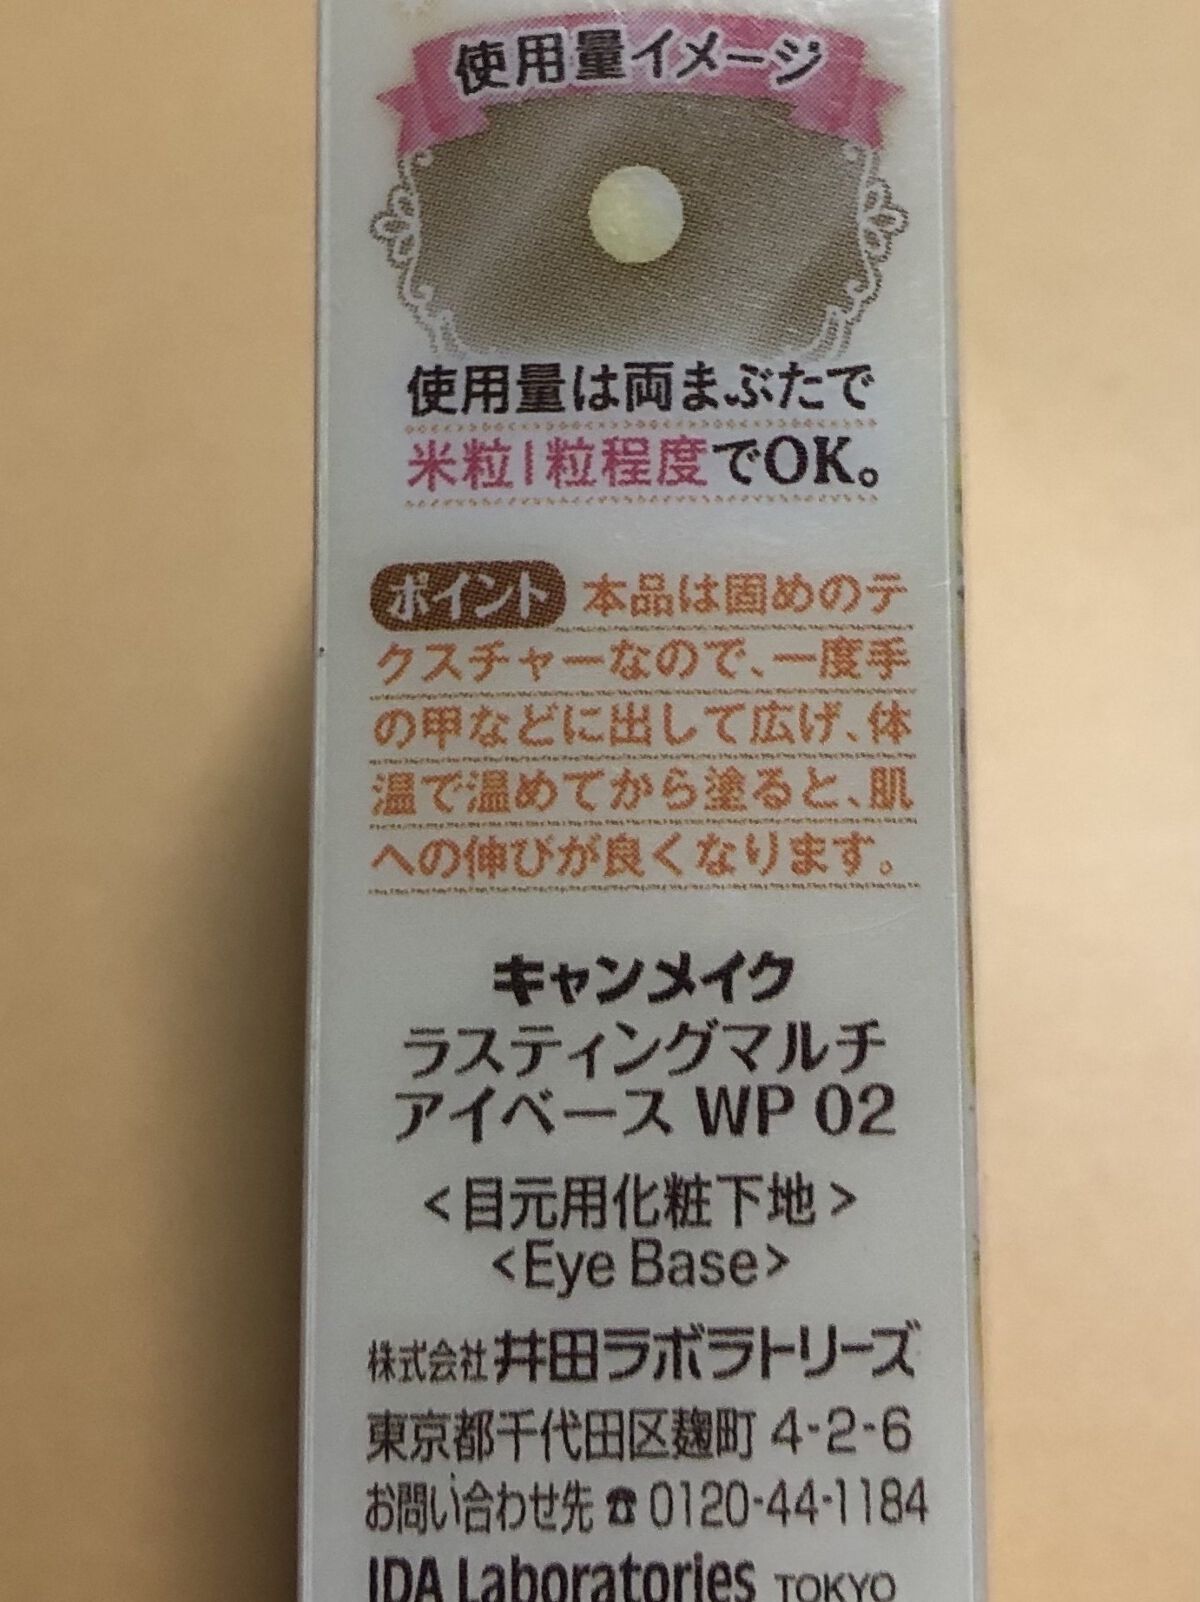 使用量イメージ
使用量は両まぶたで
米粒1粒程度でOK。
ポイント 本品は固めのテ
クスチャーなので、一度手
の甲などに出して広げ、体
温で温めてから塗ると、肌
への伸びが良くなります。
キャンメイク
ラスティングマルチ
アイベース WP 02
<目元用化粧下地>
<Eye Base>
株式会社 井田ラボラトリーズ
東京都千代田区麹町 4-2-6
お問い合わせ先 ☎ 0120-44-1184
IDA Laboratories TOKYO